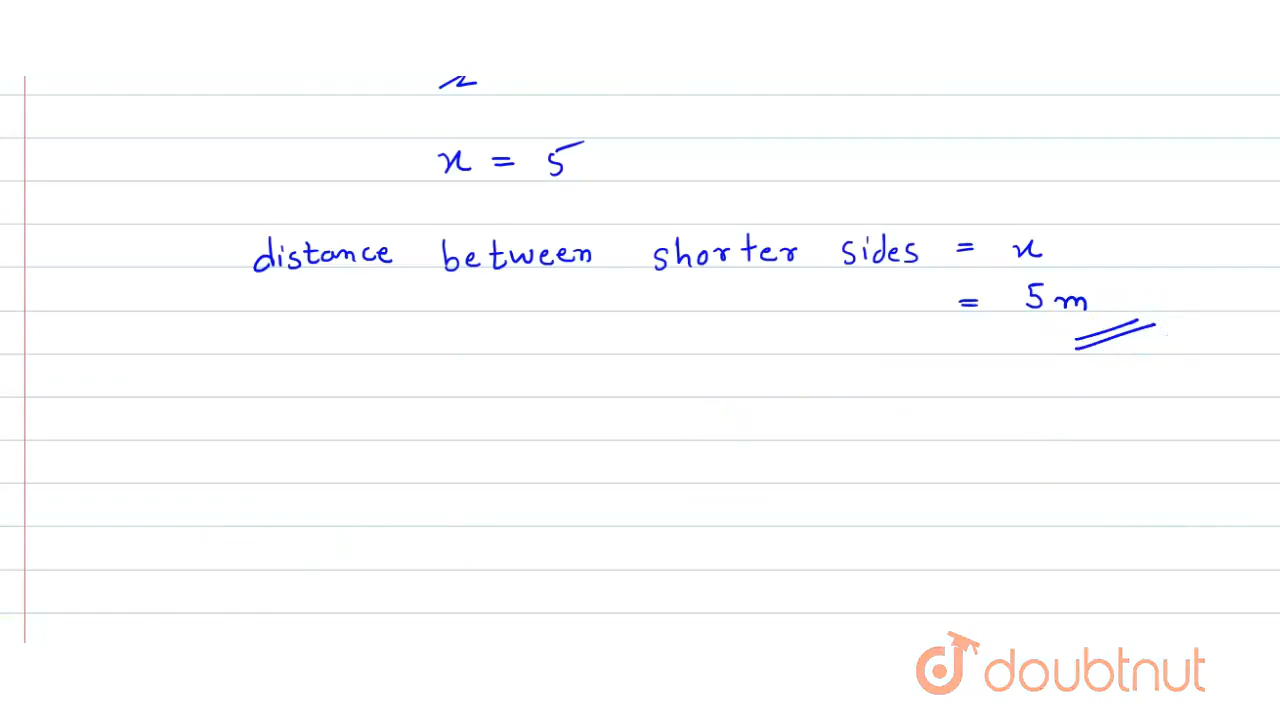 x = 5
distance between shorter sides = x
= 5 m
doubtnut